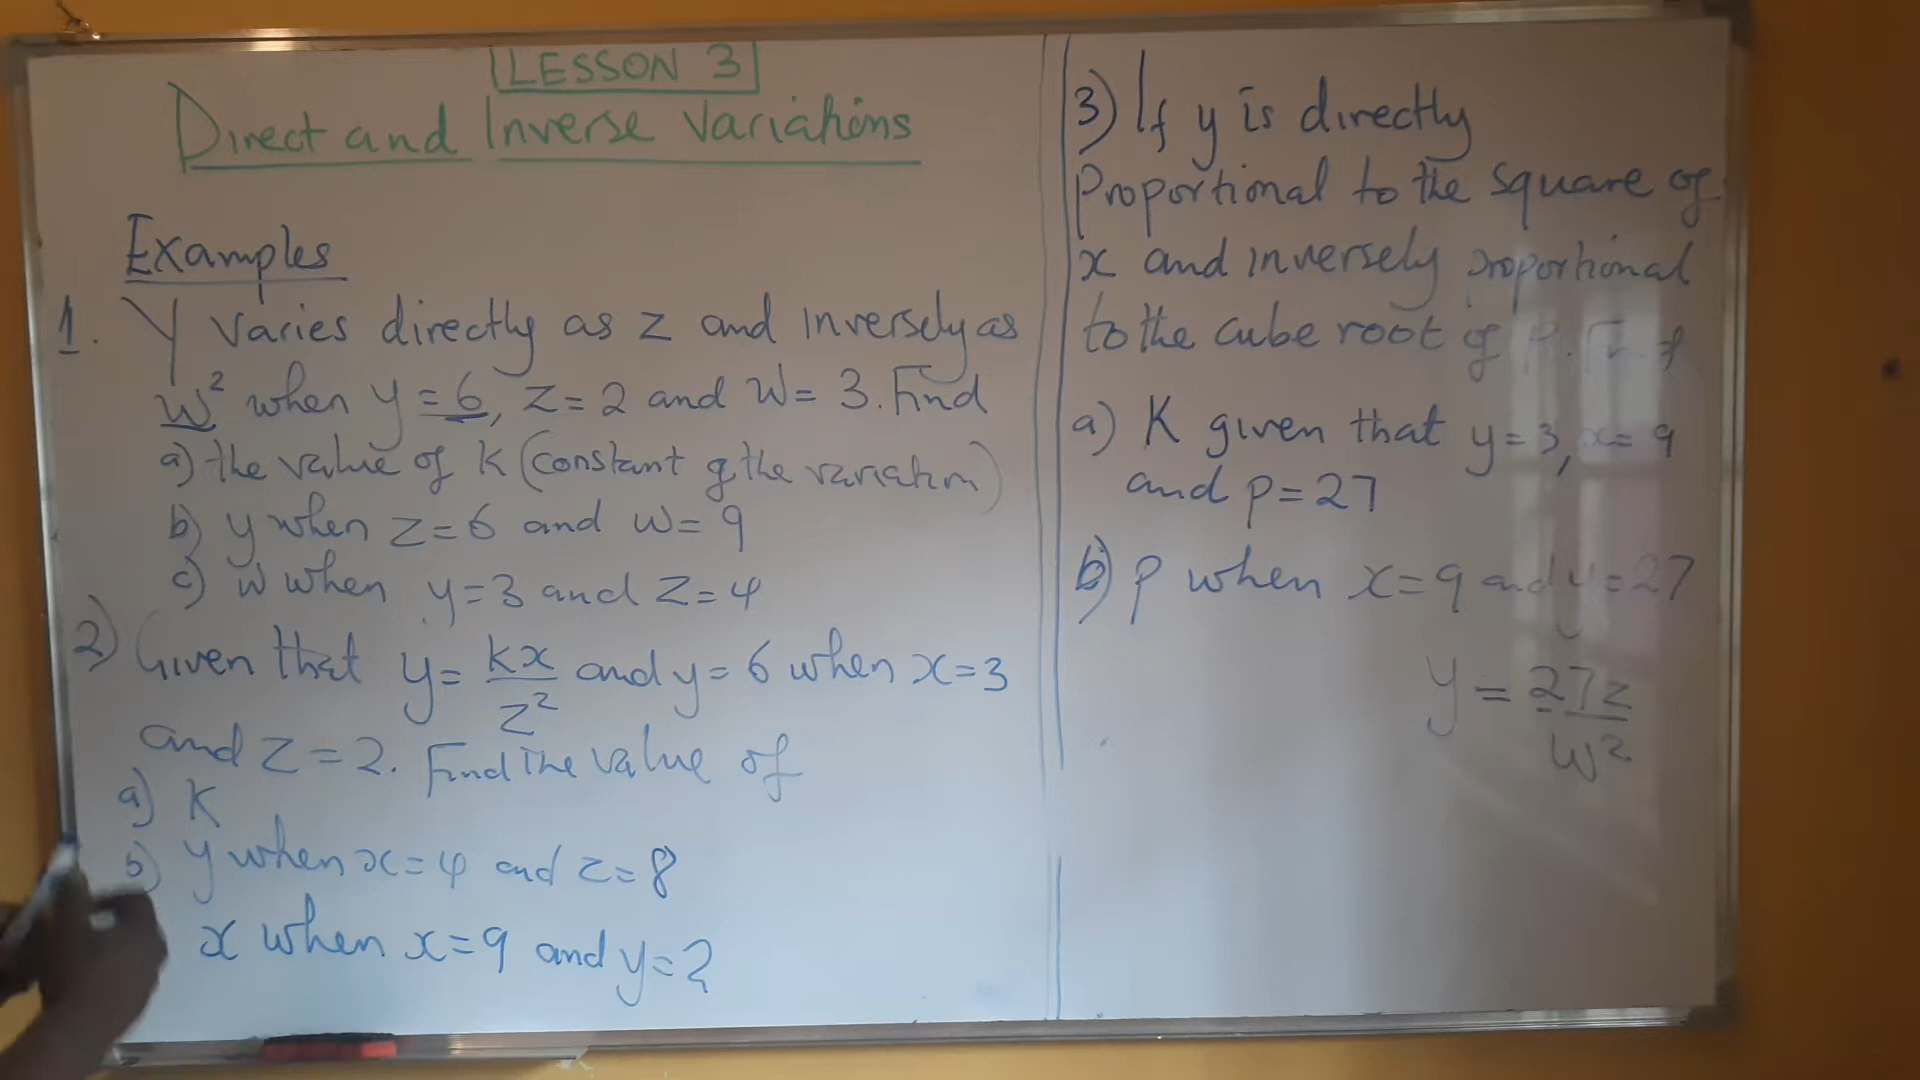 LESSON 3
Direct and Inverse Variations
Examples
1. Y varies directly as z and inversely as
w² when y = 6, z = 2 and w = 3. Find
a) the value of K (constant of the variation)
b) y when z = 6 and w = 9
c) w when y = 3 and z = 4
2) Given that y = kx/z² and y = 6 when x = 3
and z = 2. Find the value of
a) K
b) y when x = 4 and z = 8
x when x = 9 and y = 2
3) If y is directly
Proportional to the square of
x and inversely proportional
to the cube root of P. Find
a) K given that y = 3, x = 9
and p = 27
b) p when x = 9 and y = 27
y = 27z/w²